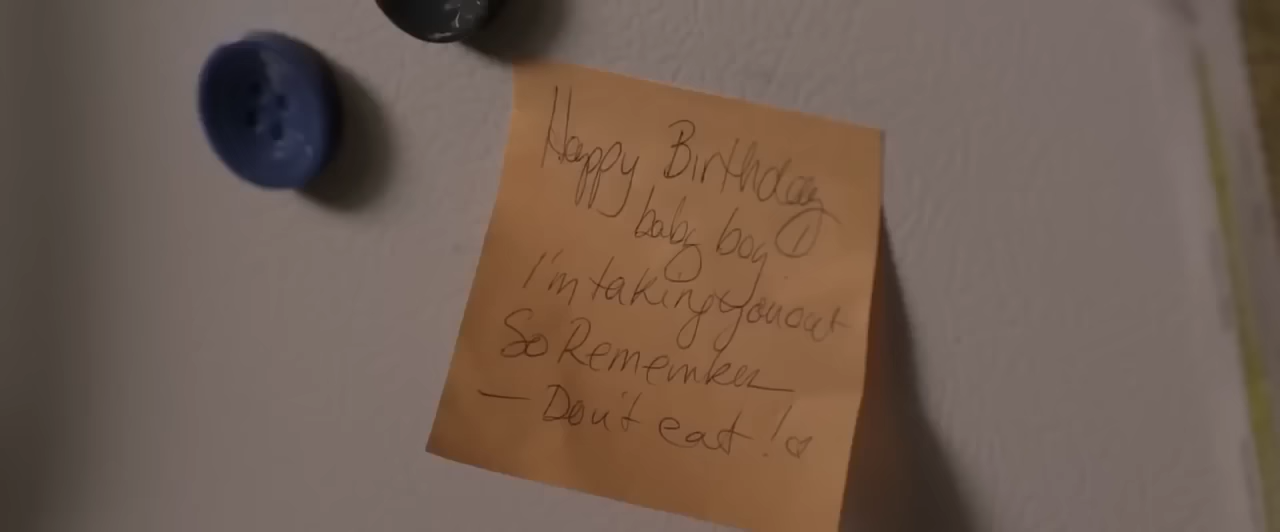 Happy Birthday
baby boy!
I'm taking you out
So Remember
— Don't eat! ♡